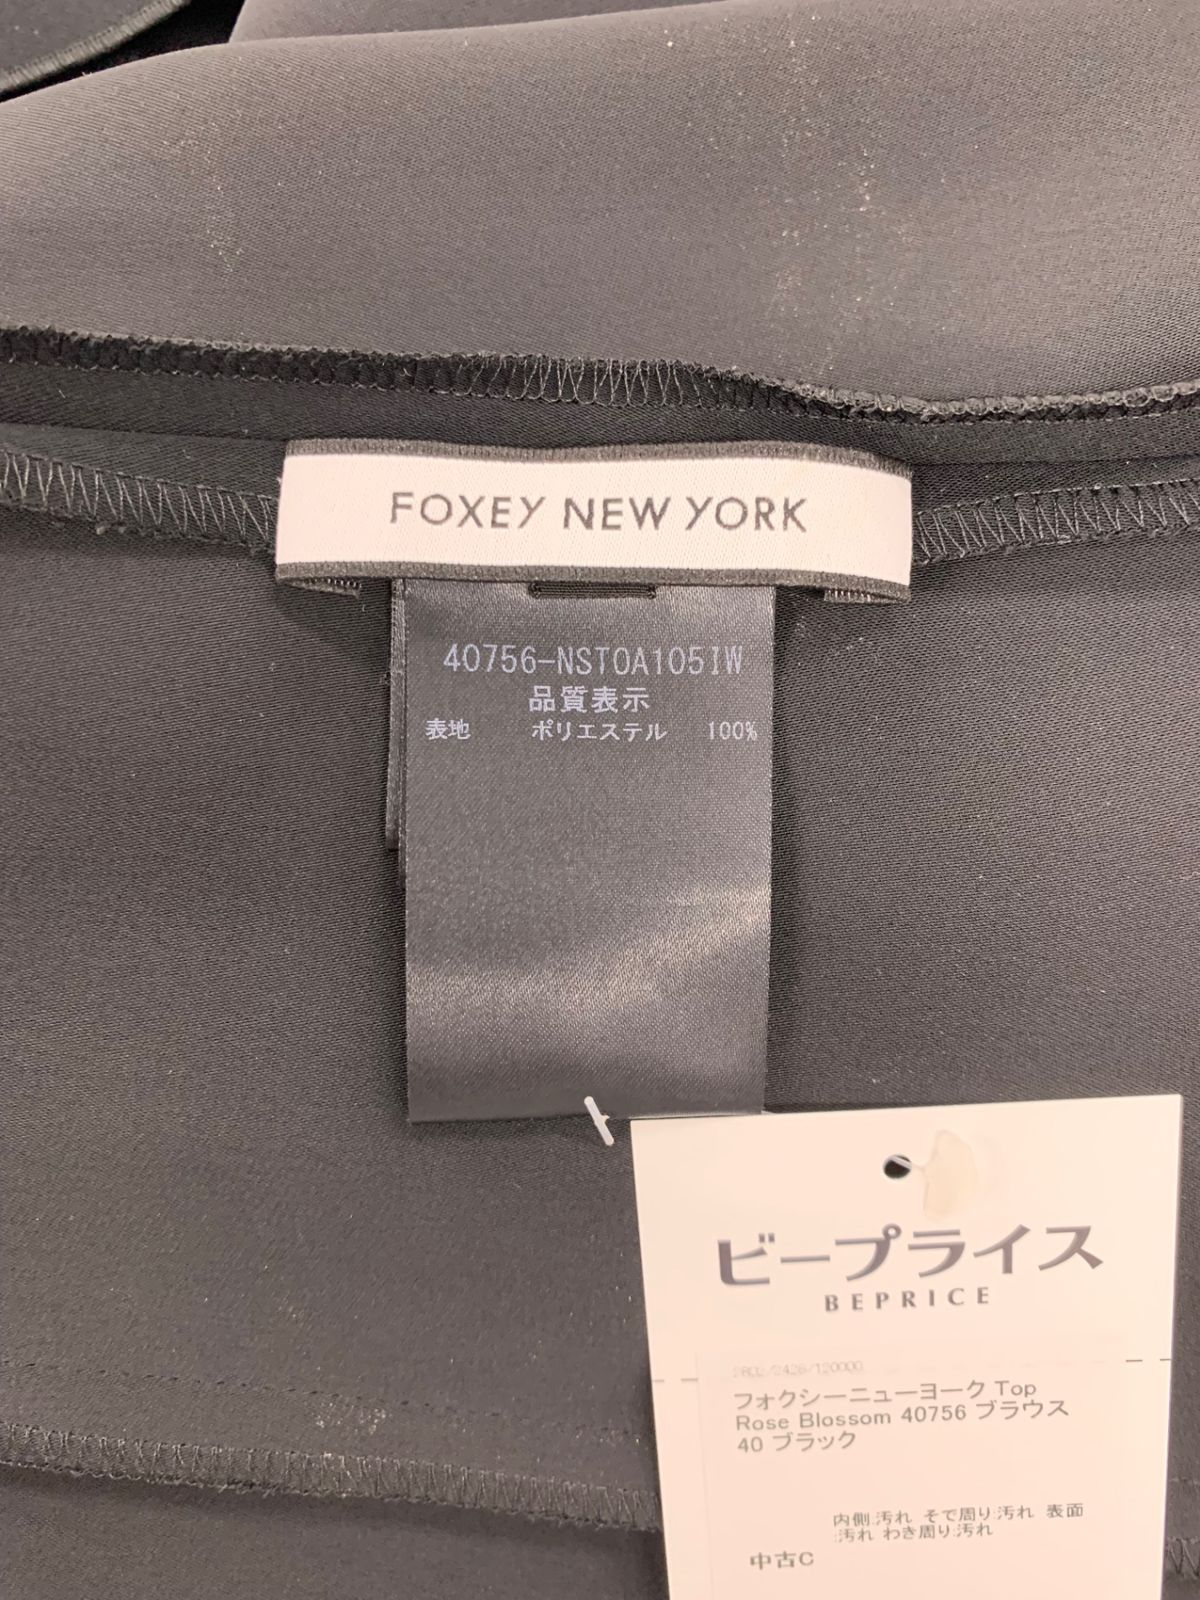 FOXEY NEW YORK
40756-NSTOA105IW
品質表示
表地 ポリエステル 100%
ビープライス
BEPRICE
2802/2428/120000
フォクシーニューヨーク Top
Rose Blossom 40756 ブラウス
40 ブラック
内側:汚れ そで周り:汚れ 表面
:汚れ わき周り:汚れ
中古C